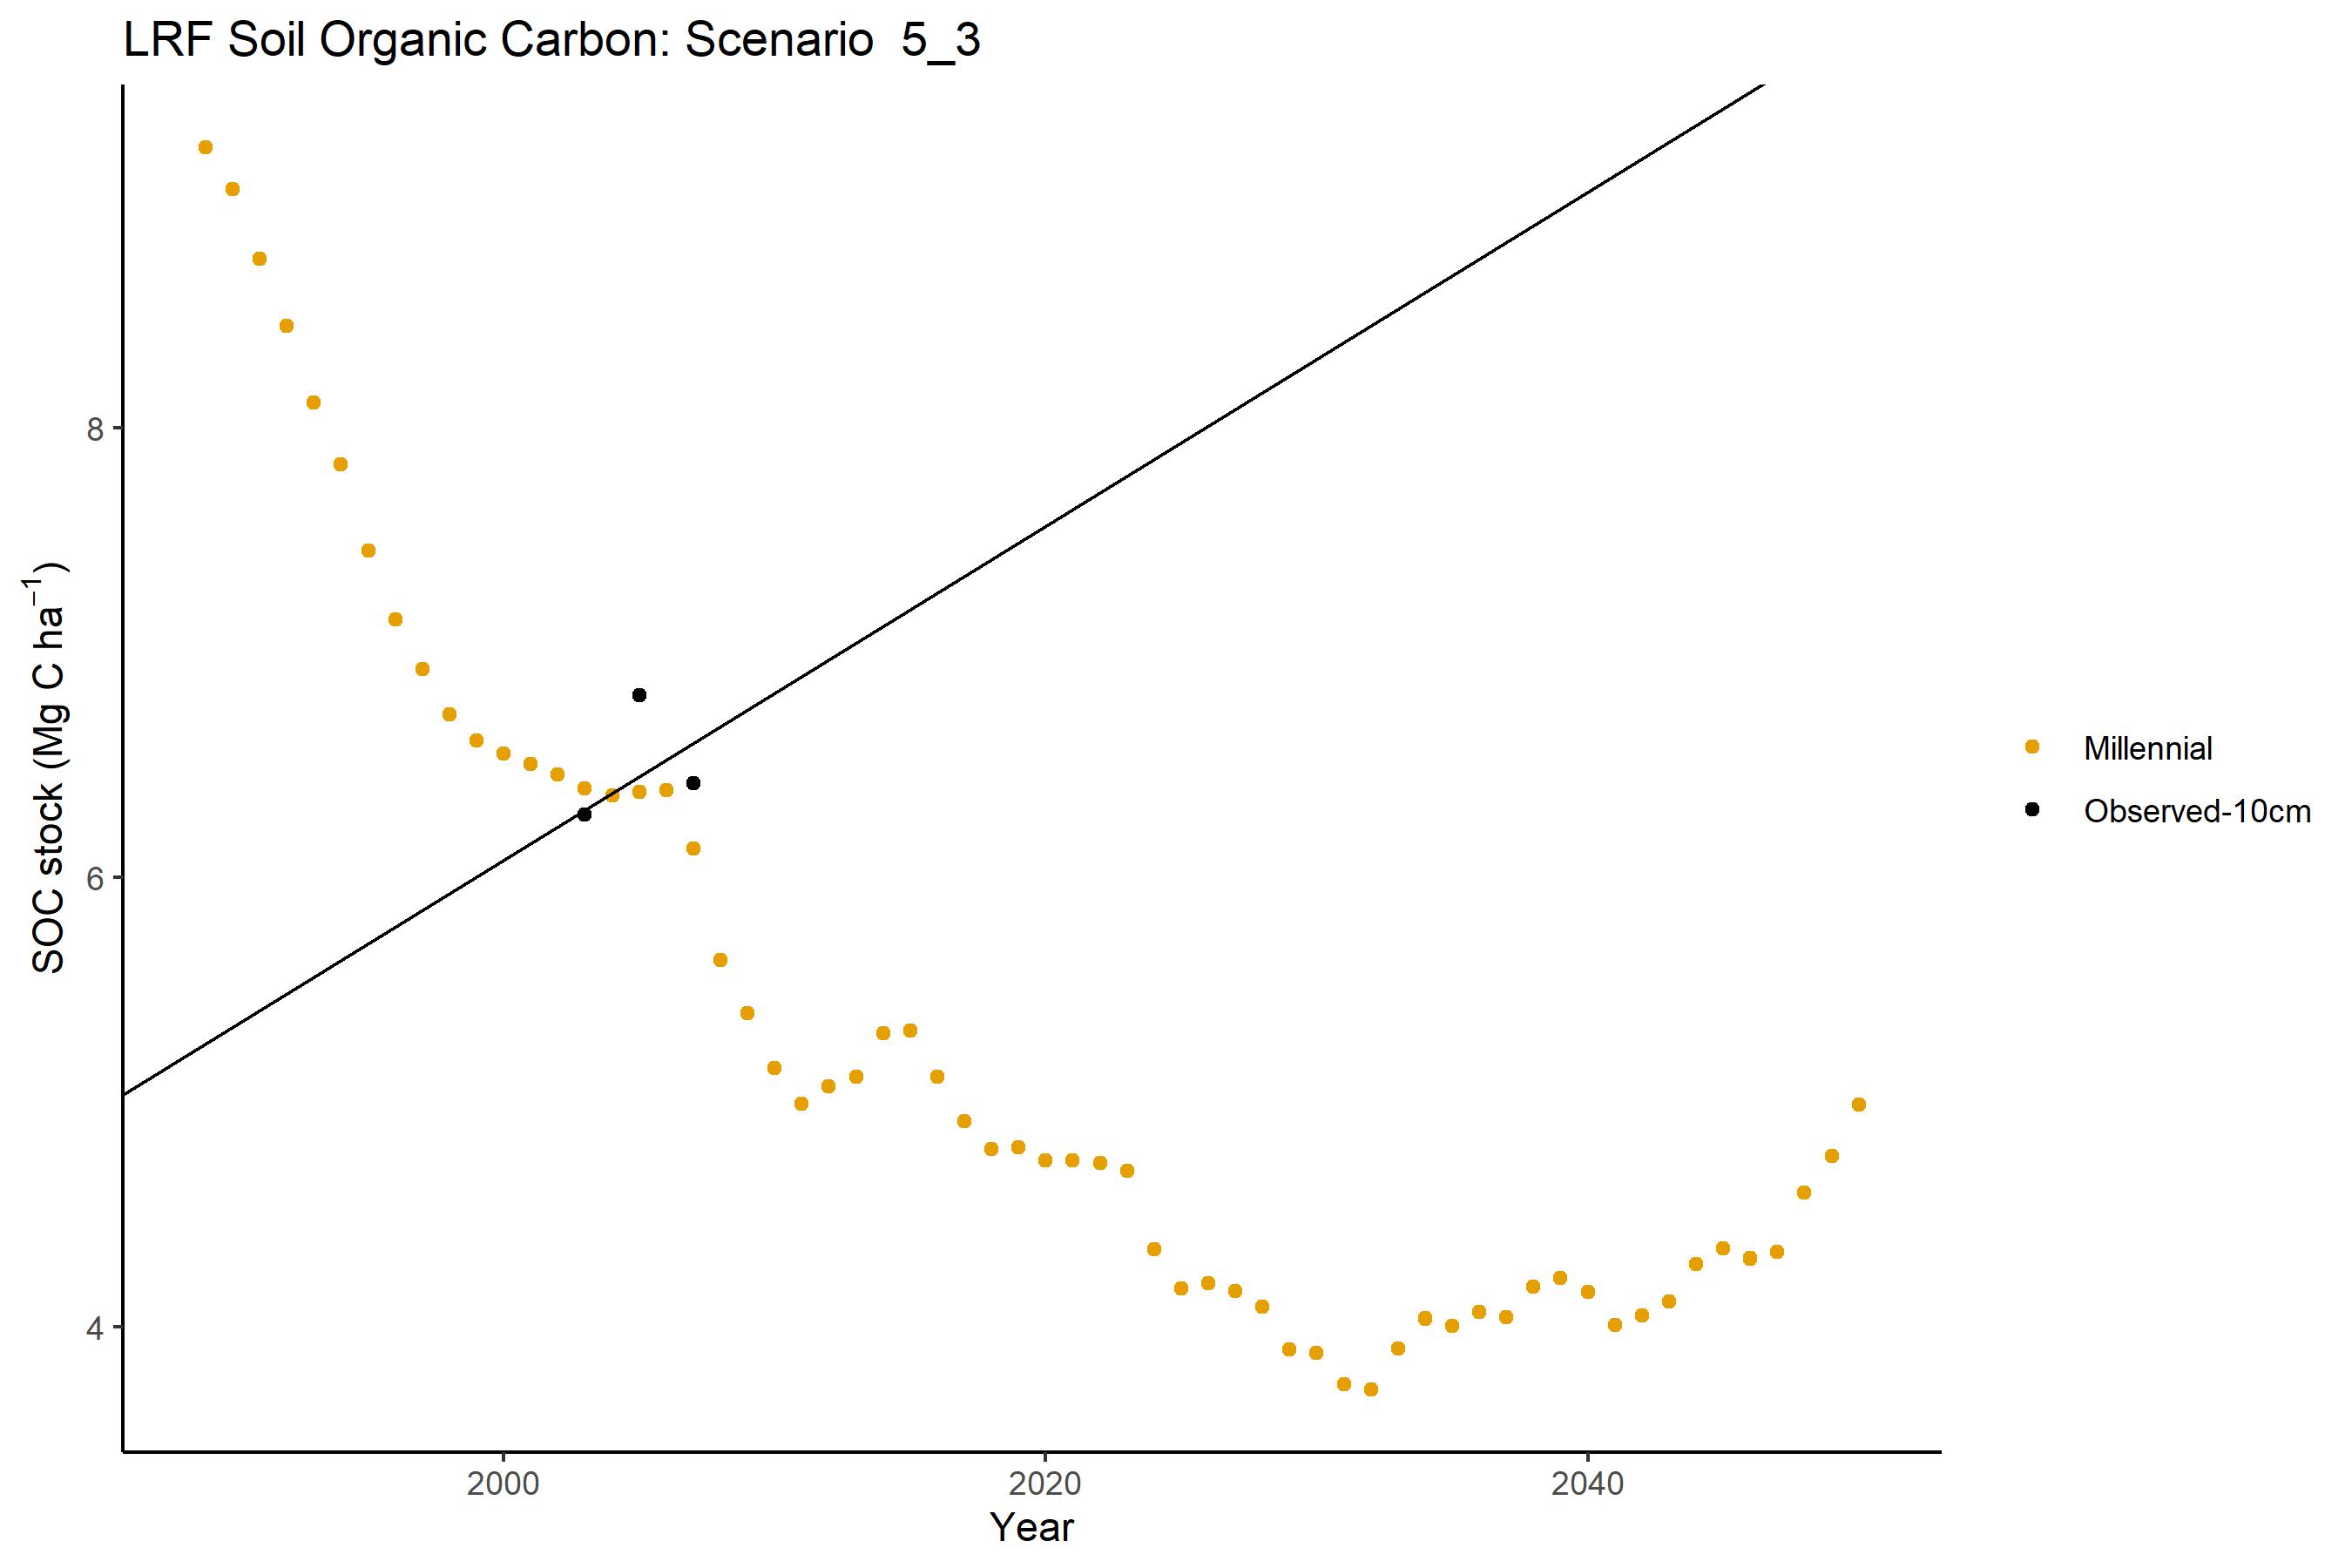 LRF Soil Organic Carbon: Scenario  5_3
SOC stock (Mg C ha⁻¹)
8
6
4
2000
2020
2040
Year
Millennial
Observed-10cm